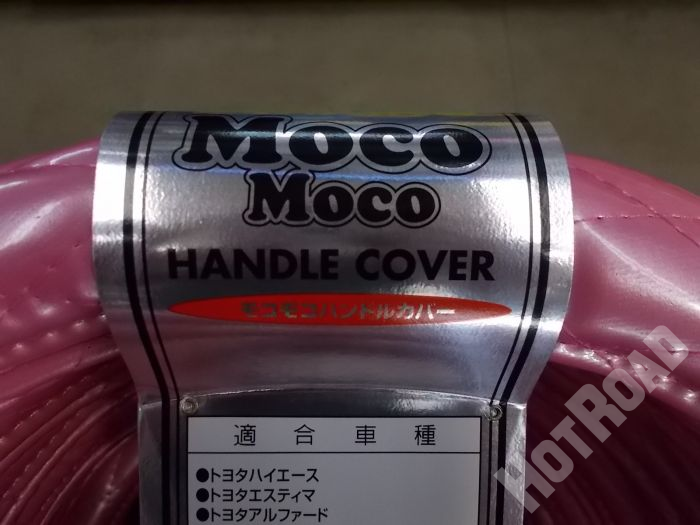 Moco
Moco
HANDLE COVER
モコモコハンドルカバー
適合車種
●トヨタハイエース
●トヨタエスティマ
●トヨタアルファード
HOTROAD